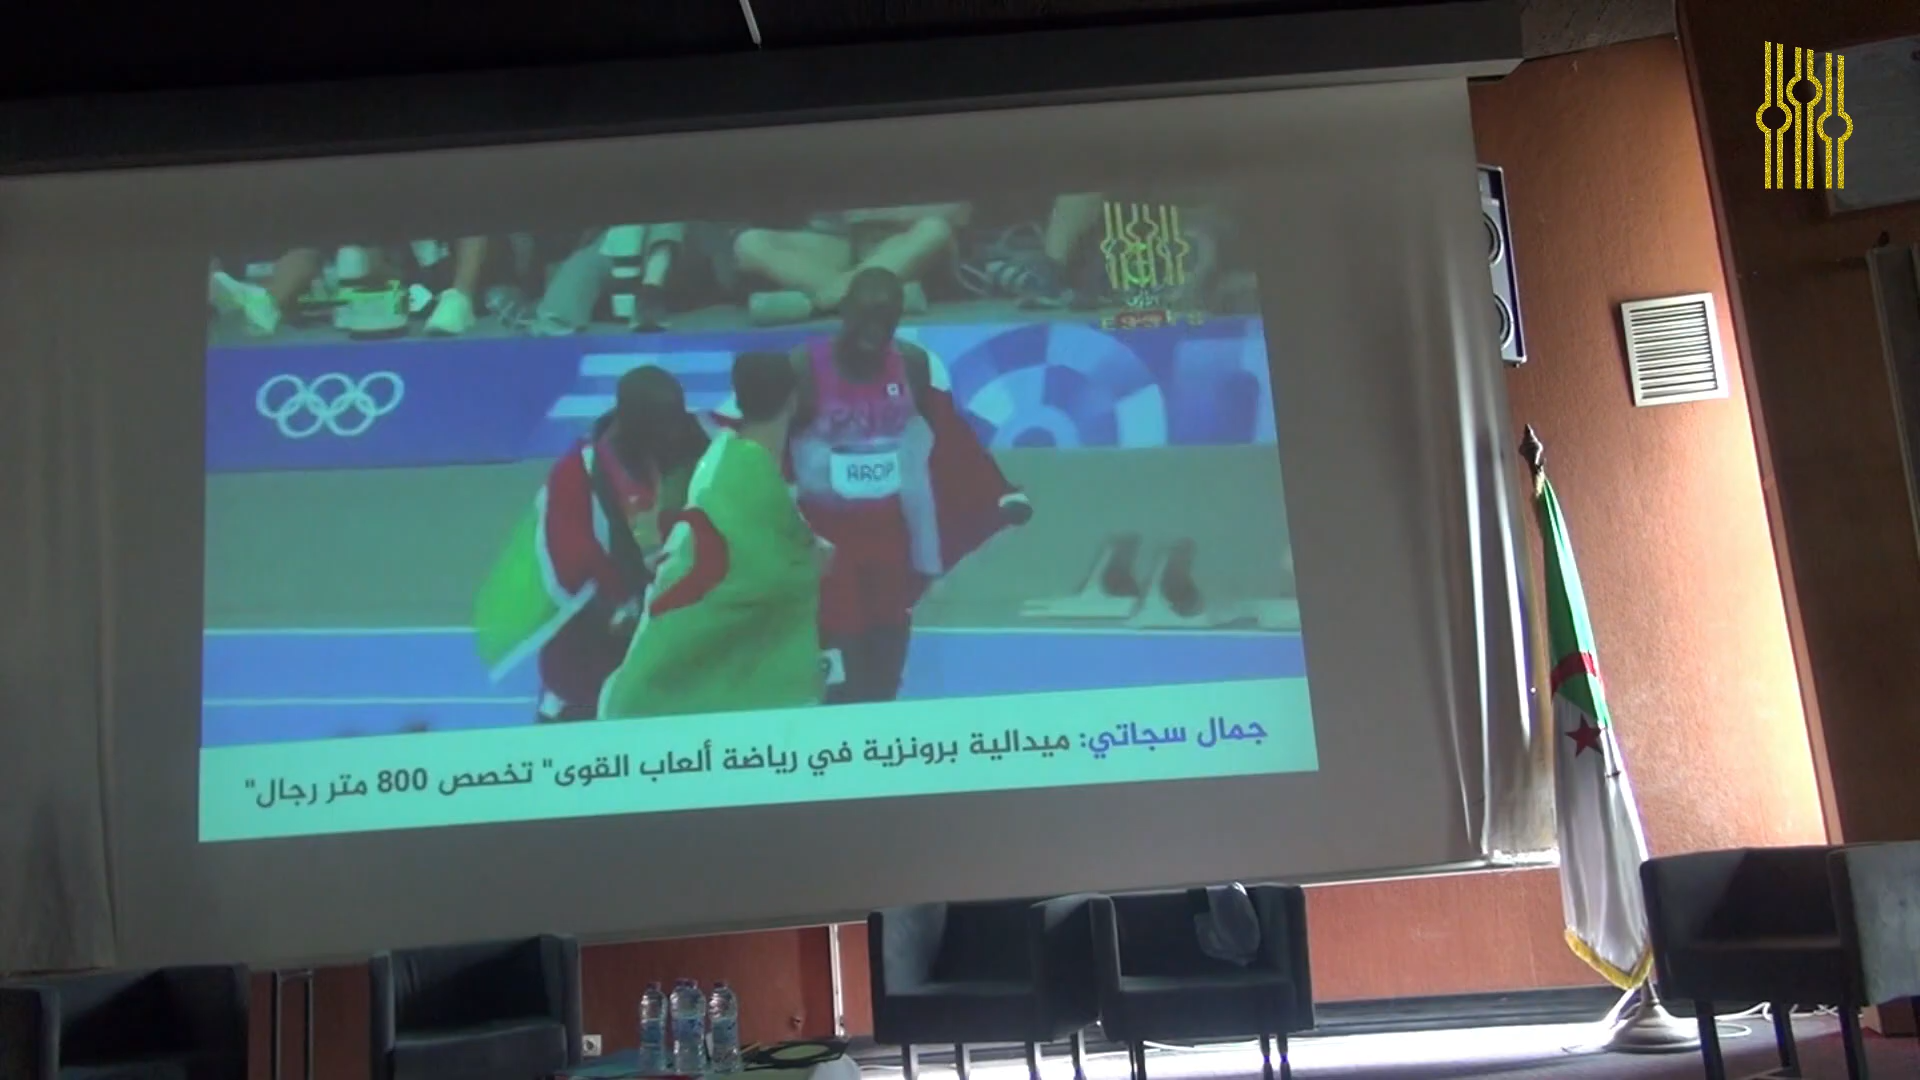 AROP
جمال سجاتي: ميدالية برونزية في رياضة ألعاب القوى" تخصص 800 متر رجال"